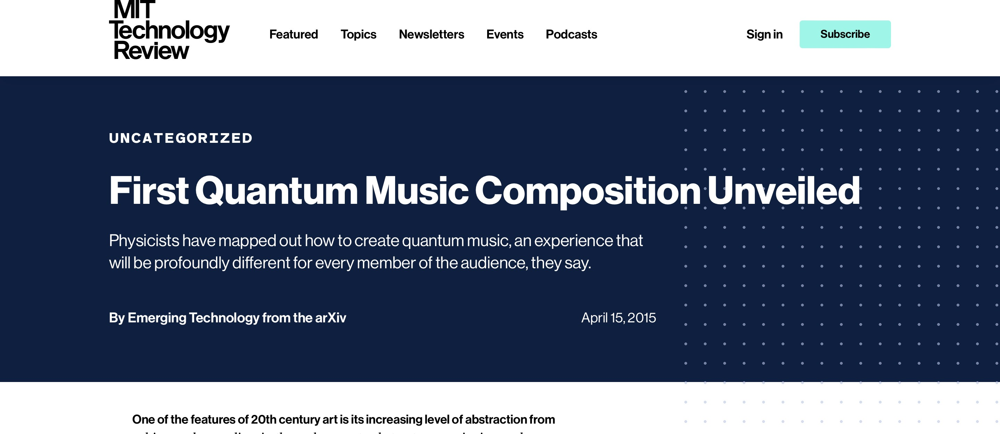 MIT
Technology
Review
Featured Topics Newsletters Events Podcasts Sign in Subscribe
UNCATEGORIZED
First Quantum Music Composition Unveiled
Physicists have mapped out how to create quantum music, an experience that
will be profoundly different for every member of the audience, they say.
By Emerging Technology from the arXiv April 15, 2015
One of the features of 20th century art is its increasing level of abstraction from